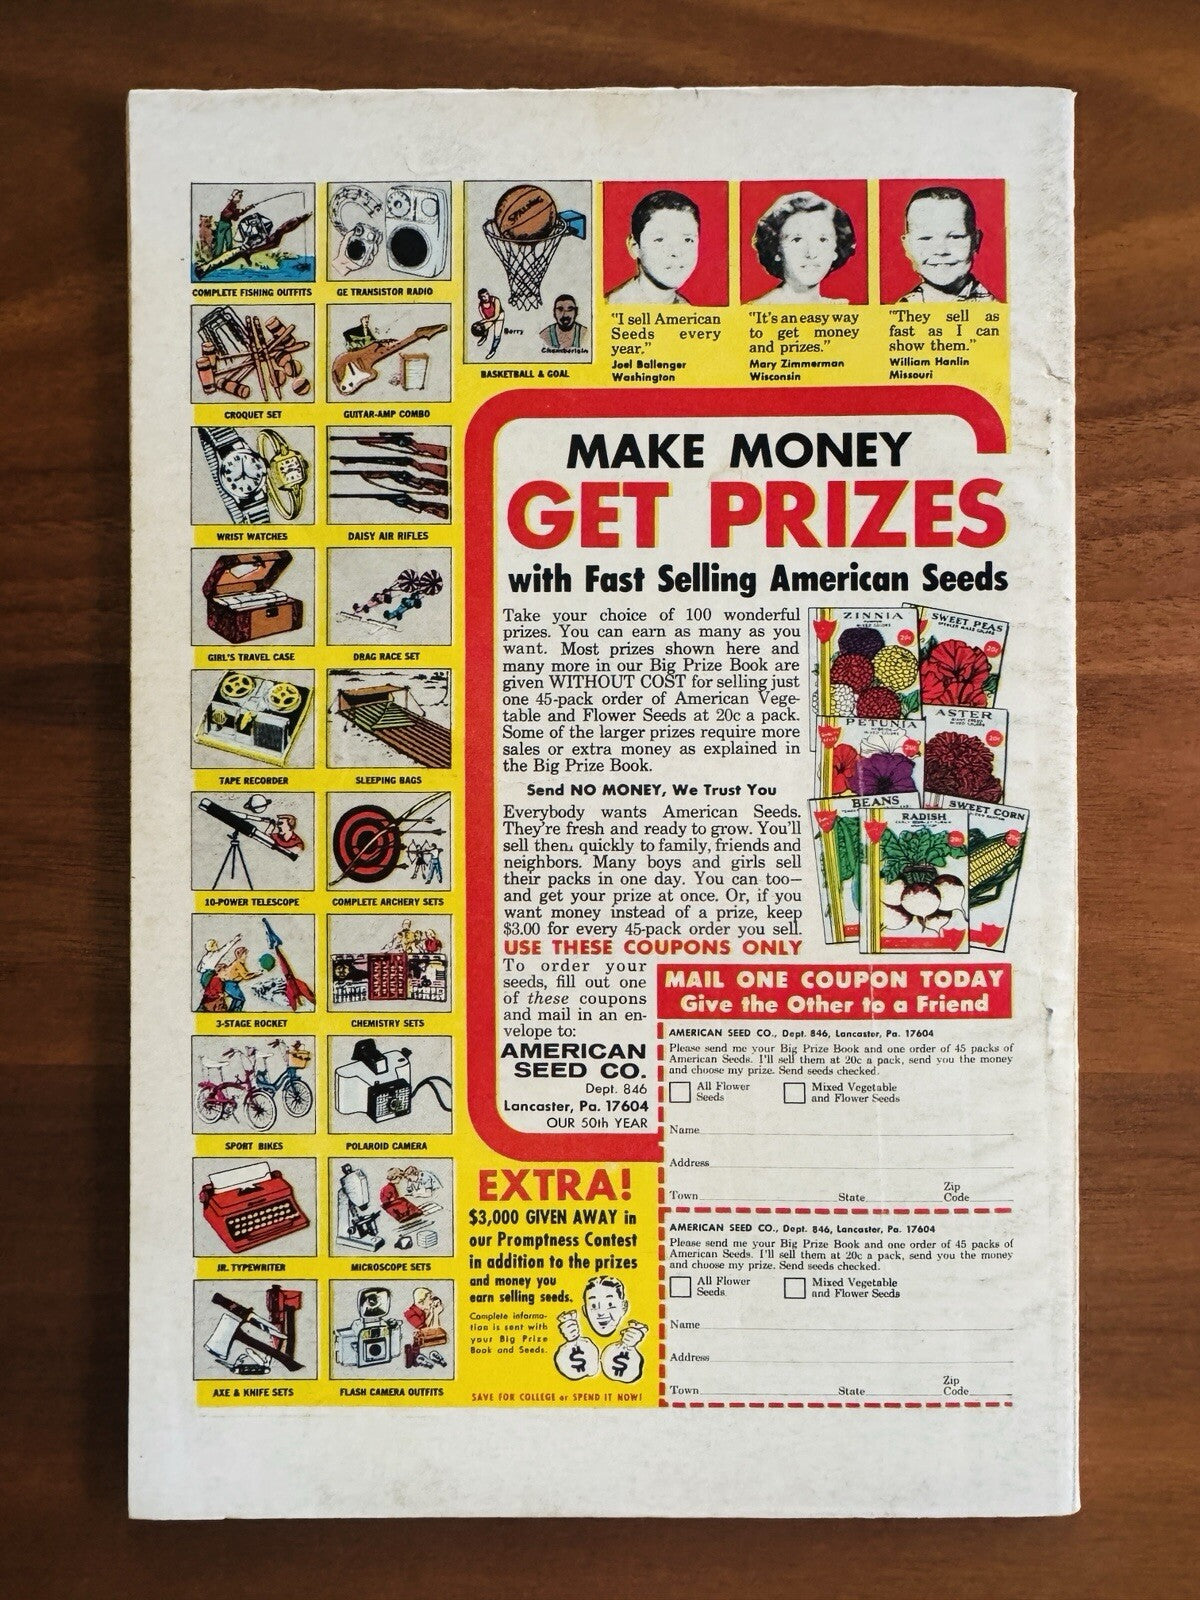 COMPLETE FISHING OUTFITS
GE TRANSISTOR RADIO
SPALDING
Barry
Chamberlain
BASKETBALL & GOAL
CROQUET SET
GUITAR-AMP COMBO
WRIST WATCHES
DAISY AIR RIFLES
GIRL'S TRAVEL CASE
DRAG RACE SET
TAPE RECORDER
SLEEPING BAGS
10-POWER TELESCOPE
COMPLETE ARCHERY SETS
3-STAGE ROCKET
CHEMISTRY SETS
SPORT BIKES
POLAROID CAMERA
JR. TYPEWRITER
MICROSCOPE SETS
AXE & KNIFE SETS
FLASH CAMERA OUTFITS
"I sell American
Seeds every
year."
Joel Ballenger
Washington
"It's an easy way
to get money
and prizes."
Mary Zimmerman
Wisconsin
"They sell as
fast as I can
show them."
William Hanlin
Missouri
MAKE MONEY
GET PRIZES
with Fast Selling American Seeds
Take your choice of 100 wonderful
prizes. You can earn as many as you
want. Most prizes shown here and
many more in our Big Prize Book are
given WITHOUT COST for selling just
one 45-pack order of American Vege-
table and Flower Seeds at 20c a pack.
Some of the larger prizes require more
sales or extra money as explained in
the Big Prize Book.
Send NO MONEY, We Trust You
Everybody wants American Seeds.
They're fresh and ready to grow. You'll
sell them quickly to family, friends and
neighbors. Many boys and girls sell
their packs in one day. You can too—
and get your prize at once. Or, if you
want money instead of a prize, keep
$3.00 for every 45-pack order you sell.
USE THESE COUPONS ONLY
To order your
seeds, fill out one
of these coupons
and mail in an en-
velope to:
AMERICAN
SEED CO.
Dept. 846
Lancaster, Pa. 17604
OUR 50th YEAR
ZINNIA
MIXED COLORS
20c
SWEET PEAS
20c
PETUNIA
20c
ASTER
20c
BEANS
RADISH
20c
SWEET CORN
20c
MAIL ONE COUPON TODAY
Give the Other to a Friend
AMERICAN SEED CO., Dept. 846, Lancaster, Pa. 17604
Please send me your Big Prize Book and one order of 45 packs of
American Seeds. I'll sell them at 20c a pack, send you the money
and choose my prize. Send seeds checked.
All Flower
Seeds
Mixed Vegetable
and Flower Seeds
Name
Address
Town State Zip Code
AMERICAN SEED CO., Dept. 846, Lancaster, Pa. 17604
Please send me your Big Prize Book and one order of 45 packs of
American Seeds. I'll sell them at 20c a pack, send you the money
and choose my prize. Send seeds checked.
All Flower
Seeds
Mixed Vegetable
and Flower Seeds
Name
Address
Town State Zip Code
EXTRA!
$3,000 GIVEN AWAY in
our Promptness Contest
in addition to the prizes
and money you
earn selling seeds.
Complete informa-
tion is sent with
your Big Prize
Book and Seeds.
$ $
SAVE FOR COLLEGE or SPEND IT NOW!